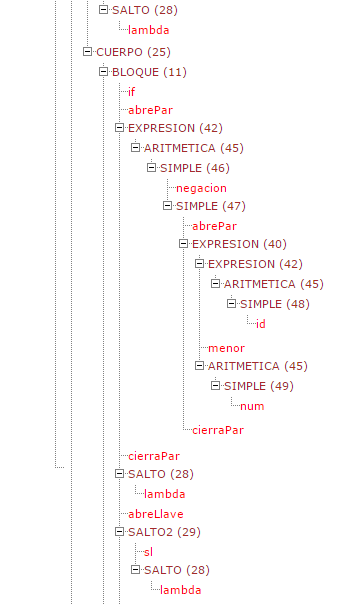 SALTO (28)
lambda
CUERPO (25)
BLOQUE (11)
if
abrePar
EXPRESION (42)
ARITMETICA (45)
SIMPLE (46)
negacion
SIMPLE (47)
abrePar
EXPRESION (40)
EXPRESION (42)
ARITMETICA (45)
SIMPLE (48)
id
menor
ARITMETICA (45)
SIMPLE (49)
num
cierraPar
cierraPar
SALTO (28)
lambda
abreLlave
SALTO2 (29)
sl
SALTO (28)
lambda